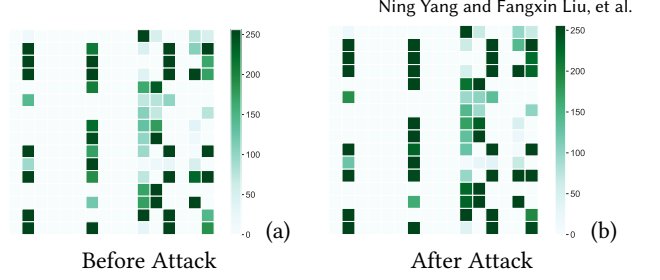 Ning Yang and Fangxin Liu, et al.
250
200
150
100
50
0
(a)
250
200
150
100
50
0
(b)
Before Attack
After Attack